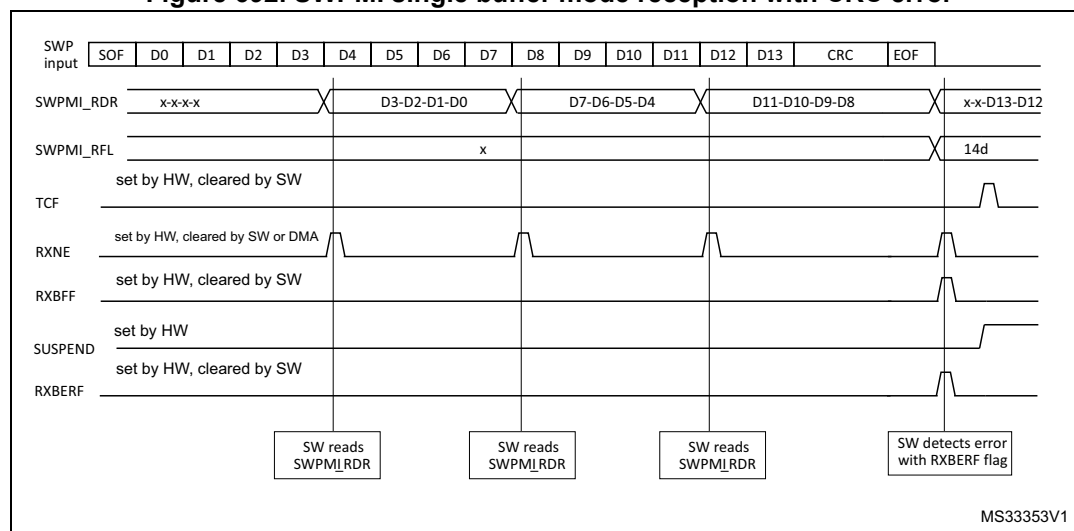 Figure SWPMI single buffer mode reception with CRC error
SWP input SOF D0 D1 D2 D3 D4 D5 D6 D7 D8 D9 D10 D11 D12 D13 CRC EOF
SWPMI_RDR x-x-x-x D3-D2-D1-D0 D7-D6-D5-D4 D11-D10-D9-D8 x-x-D13-D12
SWPMI_RFL x 14d
set by HW, cleared by SW
TCF
set by HW, cleared by SW or DMA
RXNE
set by HW, cleared by SW
RXBFF
set by HW
SUSPEND
set by HW, cleared by SW
RXBERF
SW reads
SWPMI_RDR
SW reads
SWPMI_RDR
SW reads
SWPMI_RDR
SW detects error
with RXBERF flag
MS33353V1